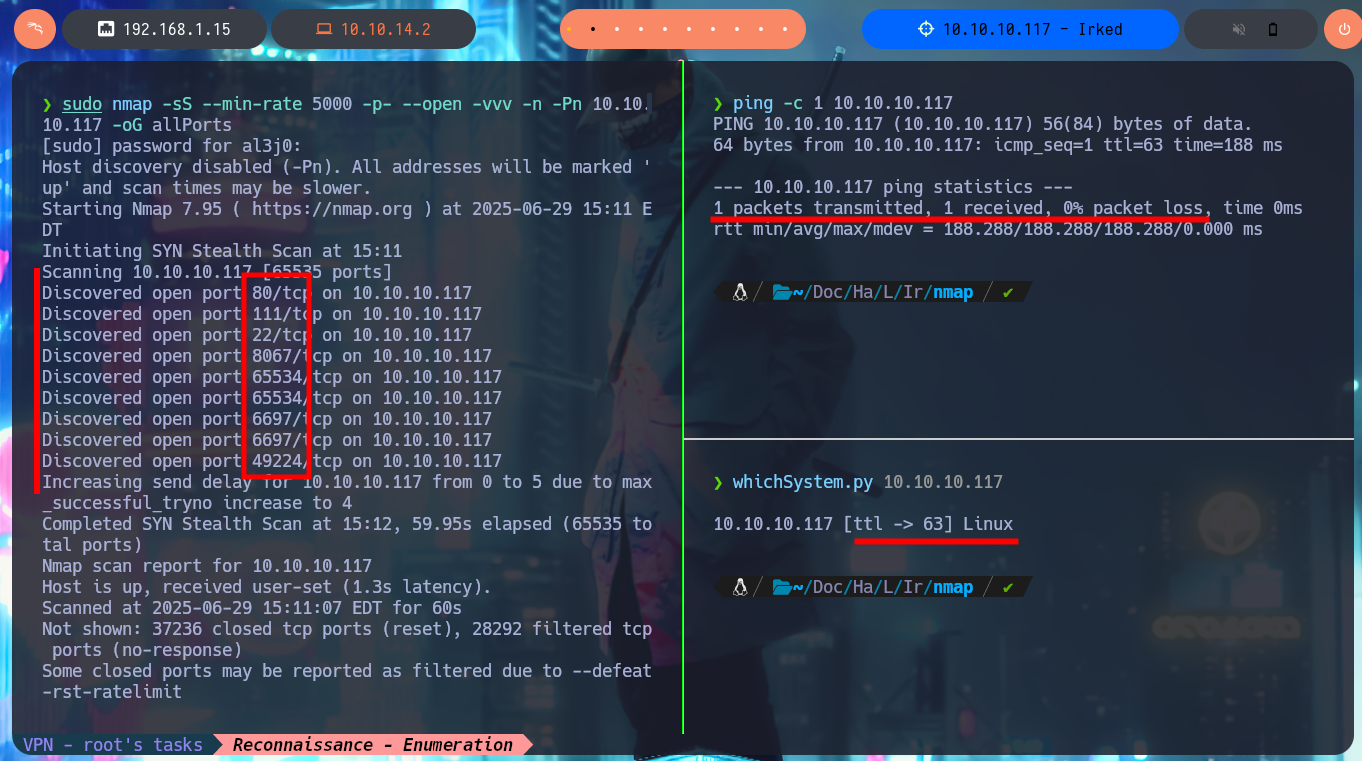 192.168.1.15
10.10.14.2
10.10.10.117 - Irked
❯ sudo nmap -sS --min-rate 5000 -p- --open -vvv -n -Pn 10.10.
10.117 -oG allPorts
[sudo] password for al3j0:
Host discovery disabled (-Pn). All addresses will be marked '
up' and scan times may be slower.
Starting Nmap 7.95 ( https://nmap.org ) at 2025-06-29 15:11 E
DT
Initiating SYN Stealth Scan at 15:11
Scanning 10.10.10.117 [65535 ports]
Discovered open port 80/tcp on 10.10.10.117
Discovered open port 111/tcp on 10.10.10.117
Discovered open port 22/tcp on 10.10.10.117
Discovered open port 8067/tcp on 10.10.10.117
Discovered open port 65534/tcp on 10.10.10.117
Discovered open port 65534/tcp on 10.10.10.117
Discovered open port 6697/tcp on 10.10.10.117
Discovered open port 6697/tcp on 10.10.10.117
Discovered open port 49224/tcp on 10.10.10.117
Increasing send delay for 10.10.10.117 from 0 to 5 due to max
_successful_tryno increase to 4
Completed SYN Stealth Scan at 15:12, 59.95s elapsed (65535 to
tal ports)
Nmap scan report for 10.10.10.117
Host is up, received user-set (1.3s latency).
Scanned at 2025-06-29 15:11:07 EDT for 60s
Not shown: 37236 closed tcp ports (reset), 28292 filtered tcp
 ports (no-response)
Some closed ports may be reported as filtered due to --defeat
-rst-ratelimit
❯ ping -c 1 10.10.10.117
PING 10.10.10.117 (10.10.10.117) 56(84) bytes of data.
64 bytes from 10.10.10.117: icmp_seq=1 ttl=63 time=188 ms
--- 10.10.10.117 ping statistics ---
1 packets transmitted, 1 received, 0% packet loss, time 0ms
rtt min/avg/max/mdev = 188.288/188.288/188.288/0.000 ms
~/Doc/Ha/L/Ir/nmap ✔
❯ whichSystem.py 10.10.10.117
10.10.10.117 [ttl -> 63] Linux
~/Doc/Ha/L/Ir/nmap ✔
VPN - root's tasks Reconnaissance - Enumeration